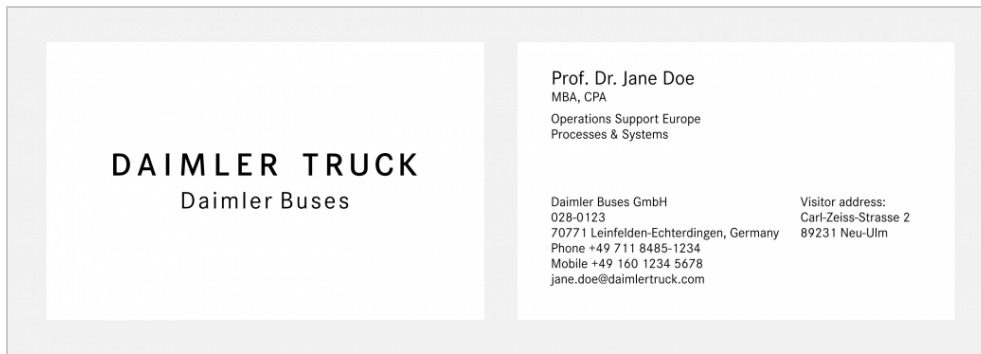 DAIMLER TRUCK
Daimler Buses
Prof. Dr. Jane Doe
MBA, CPA
Operations Support Europe
Processes & Systems
Daimler Buses GmbH
028-0123
70771 Leinfelden-Echterdingen, Germany
Phone +49 711 8485-1234
Mobile +49 160 1234 5678
jane.doe@daimlertruck.com
Visitor address:
Carl-Zeiss-Strasse 2
89231 Neu-Ulm